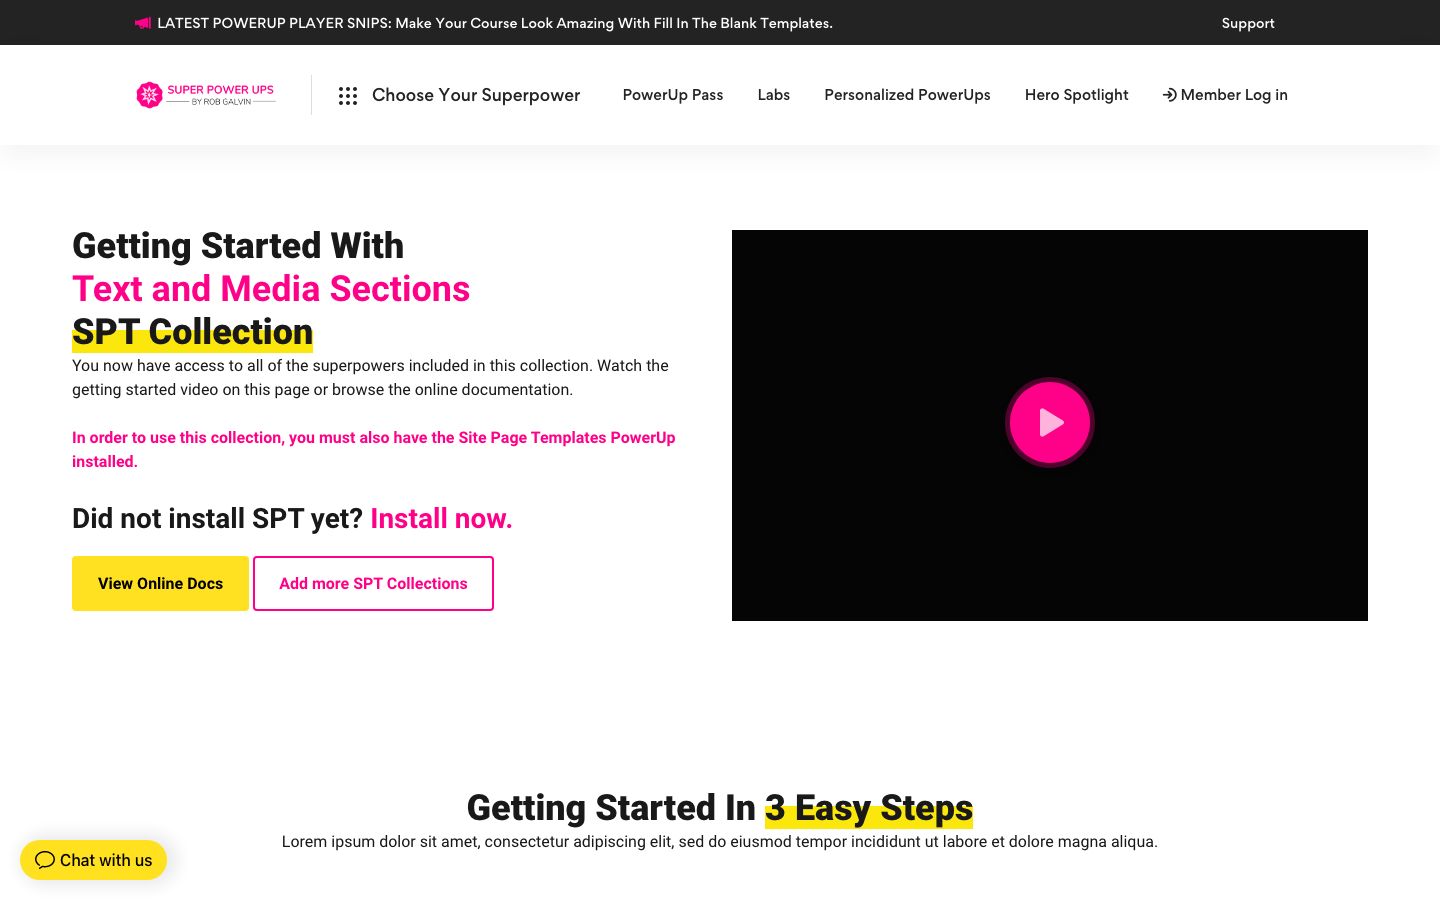 LATEST POWERUP PLAYER SNIPS: Make Your Course Look Amazing With Fill In The Blank Templates.
Support
SUPER POWER UPS
BY ROB GALVIN
Choose Your Superpower
PowerUp Pass
Labs
Personalized PowerUps
Hero Spotlight
Member Log in
Getting Started With
Text and Media Sections
SPT Collection
You now have access to all of the superpowers included in this collection. Watch the
getting started video on this page or browse the online documentation.
In order to use this collection, you must also have the Site Page Templates PowerUp
installed.
Did not install SPT yet? Install now.
View Online Docs
Add more SPT Collections
Getting Started In 3 Easy Steps
Lorem ipsum dolor sit amet, consectetur adipiscing elit, sed do eiusmod tempor incididunt ut labore et dolore magna aliqua.
Chat with us